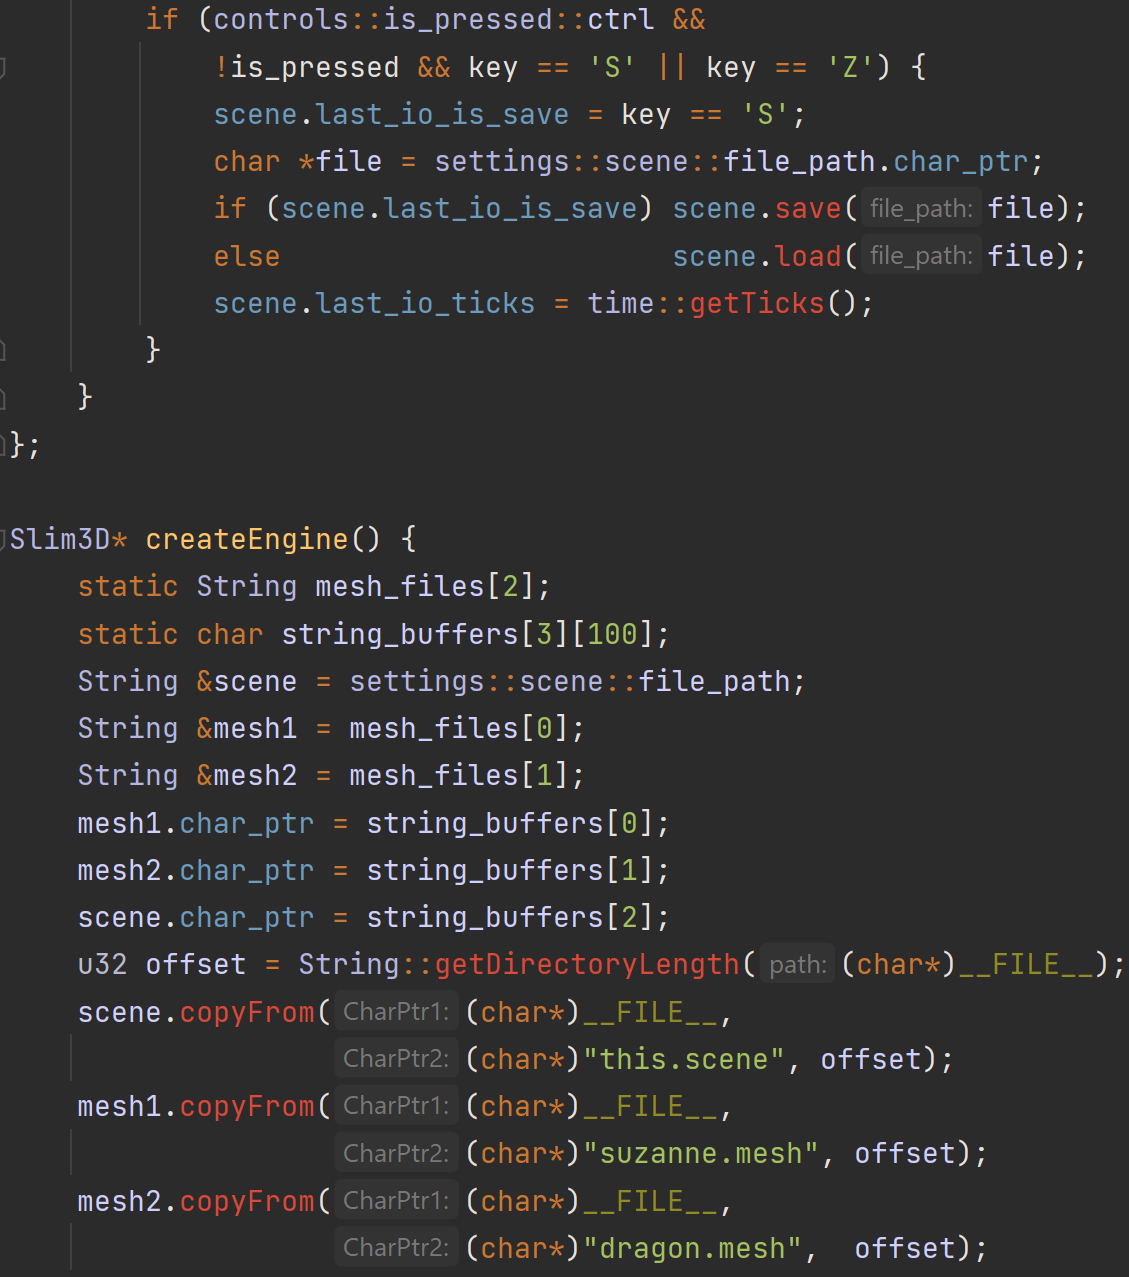 if (controls::is_pressed::ctrl &&
!is_pressed && key == 'S' || key == 'Z') {
scene.last_io_is_save = key == 'S';
char *file = settings::scene::file_path.char_ptr;
if (scene.last_io_is_save) scene.save( file_path: file);
else scene.load( file_path: file);
scene.last_io_ticks = time::getTicks();
}
}
};
Slim3D* createEngine() {
static String mesh_files[2];
static char string_buffers[3][100];
String &scene = settings::scene::file_path;
String &mesh1 = mesh_files[0];
String &mesh2 = mesh_files[1];
mesh1.char_ptr = string_buffers[0];
mesh2.char_ptr = string_buffers[1];
scene.char_ptr = string_buffers[2];
u32 offset = String::getDirectoryLength( path: (char*)__FILE__);
scene.copyFrom( CharPtr1: (char*)__FILE__,
CharPtr2: (char*)"this.scene", offset);
mesh1.copyFrom( CharPtr1: (char*)__FILE__,
CharPtr2: (char*)"suzanne.mesh", offset);
mesh2.copyFrom( CharPtr1: (char*)__FILE__,
CharPtr2: (char*)"dragon.mesh",  offset);